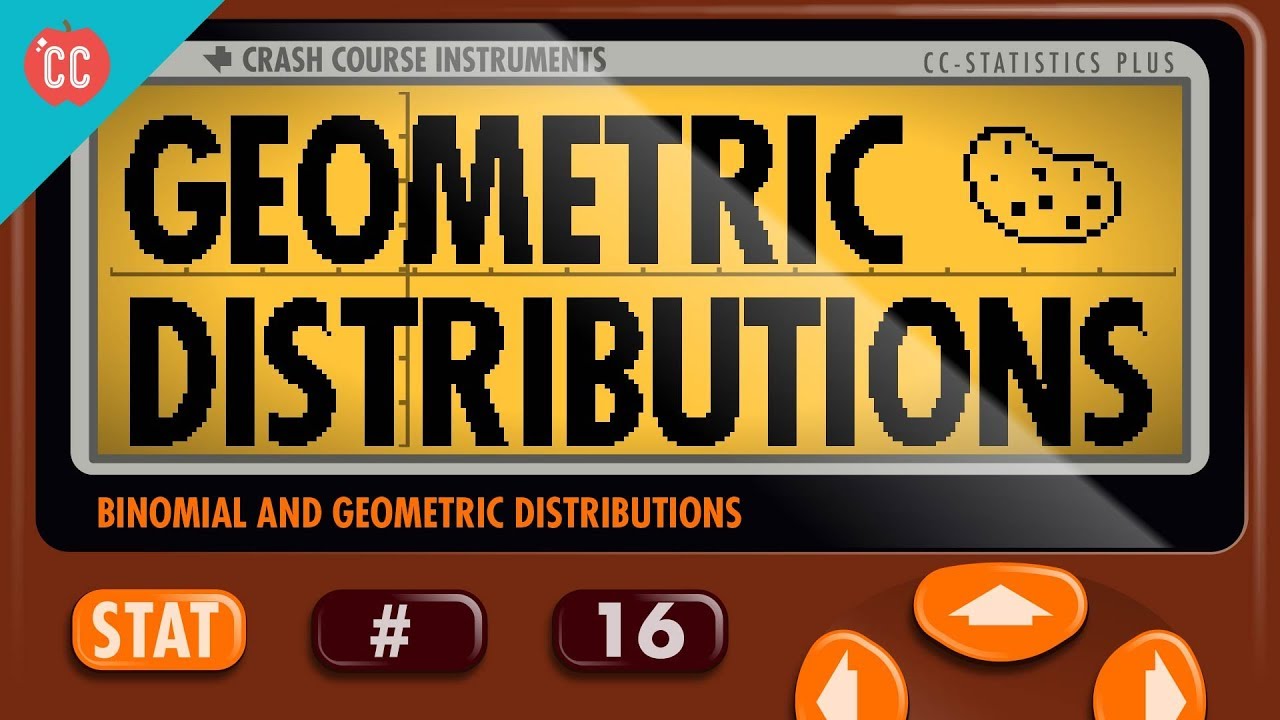 CC
CRASH COURSE INSTRUMENTS
CC-STATISTICS PLUS
GEOMETRIC
DISTRIBUTIONS
BINOMIAL AND GEOMETRIC DISTRIBUTIONS
STAT # 16